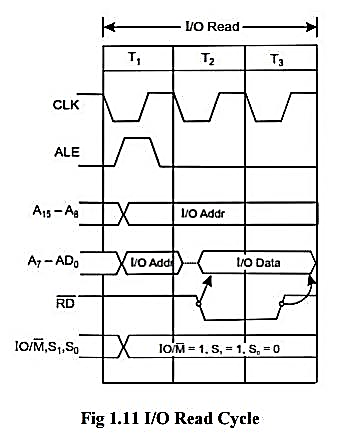 I/O Read
T₁ T₂ T₃
CLK
ALE
A₁₅ – A₈ I/O Addr
A₇ – AD₀ I/O Addr I/O Data
R̅D̅
IO/M̅,S₁,S₀ IO/M̅ = 1, S₁ = 1, S₀ = 0
Fig 1.11 I/O Read Cycle